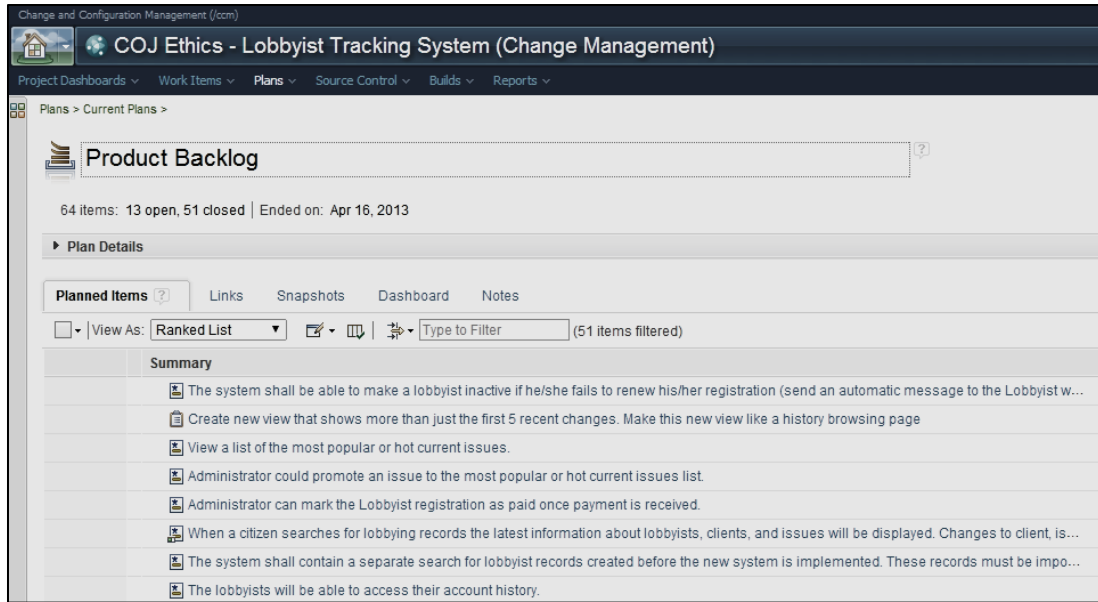 Change and Configuration Management (/ccm)
COJ Ethics - Lobbyist Tracking System (Change Management)
Project Dashboards Work Items Plans Source Control Builds Reports
Plans > Current Plans >
Product Backlog ?
64 items: 13 open, 51 closed | Ended on: Apr 16, 2013
Plan Details
Planned Items ? Links Snapshots Dashboard Notes
View As: Ranked List Type to Filter (51 items filtered)
Summary
The system shall be able to make a lobbyist inactive if he/she fails to renew his/her registration (send an automatic message to the Lobbyist w...
Create new view that shows more than just the first 5 recent changes. Make this new view like a history browsing page
View a list of the most popular or hot current issues.
Administrator could promote an issue to the most popular or hot current issues list.
Administrator can mark the Lobbyist registration as paid once payment is received.
When a citizen searches for lobbying records the latest information about lobbyists, clients, and issues will be displayed. Changes to client, is...
The system shall contain a separate search for lobbyist records created before the new system is implemented. These records must be impo...
The lobbyists will be able to access their account history.